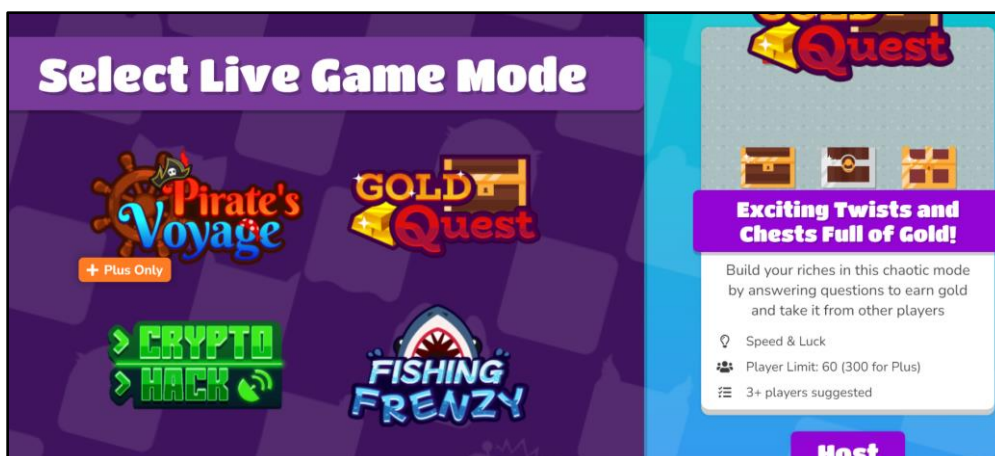 Select Live Game Mode
Pirate's
Voyage
+ Plus Only
GOLD
Quest
> CRYPTO
> HACK
FISHING
FRENZY
GOLD
Quest
Exciting Twists and
Chests Full of Gold!
Build your riches in this chaotic mode
by answering questions to earn gold
and take it from other players
Speed & Luck
Player Limit: 60 (300 for Plus)
3+ players suggested
Host